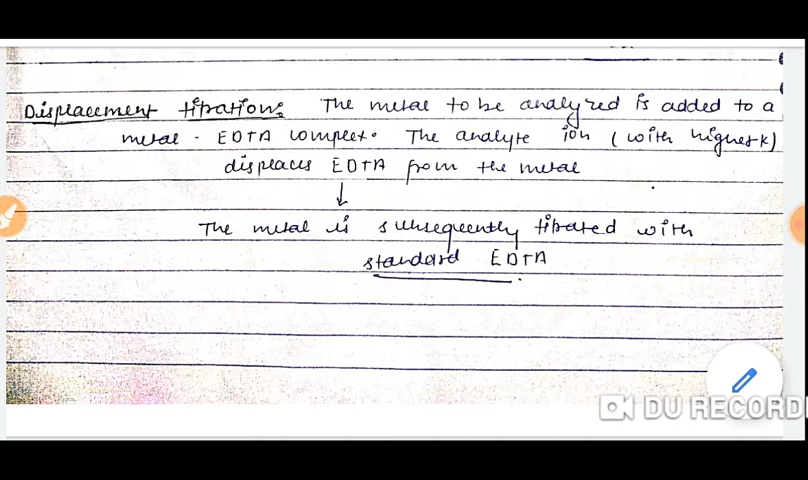 Displacement titrations The metal to be analyzed is added to a
metal - EDTA complex. The analyte ion (with highest k)
displaces EDTA from the metal
↓
The metal is subsequently titrated with
standard EDTA
DU RECORD